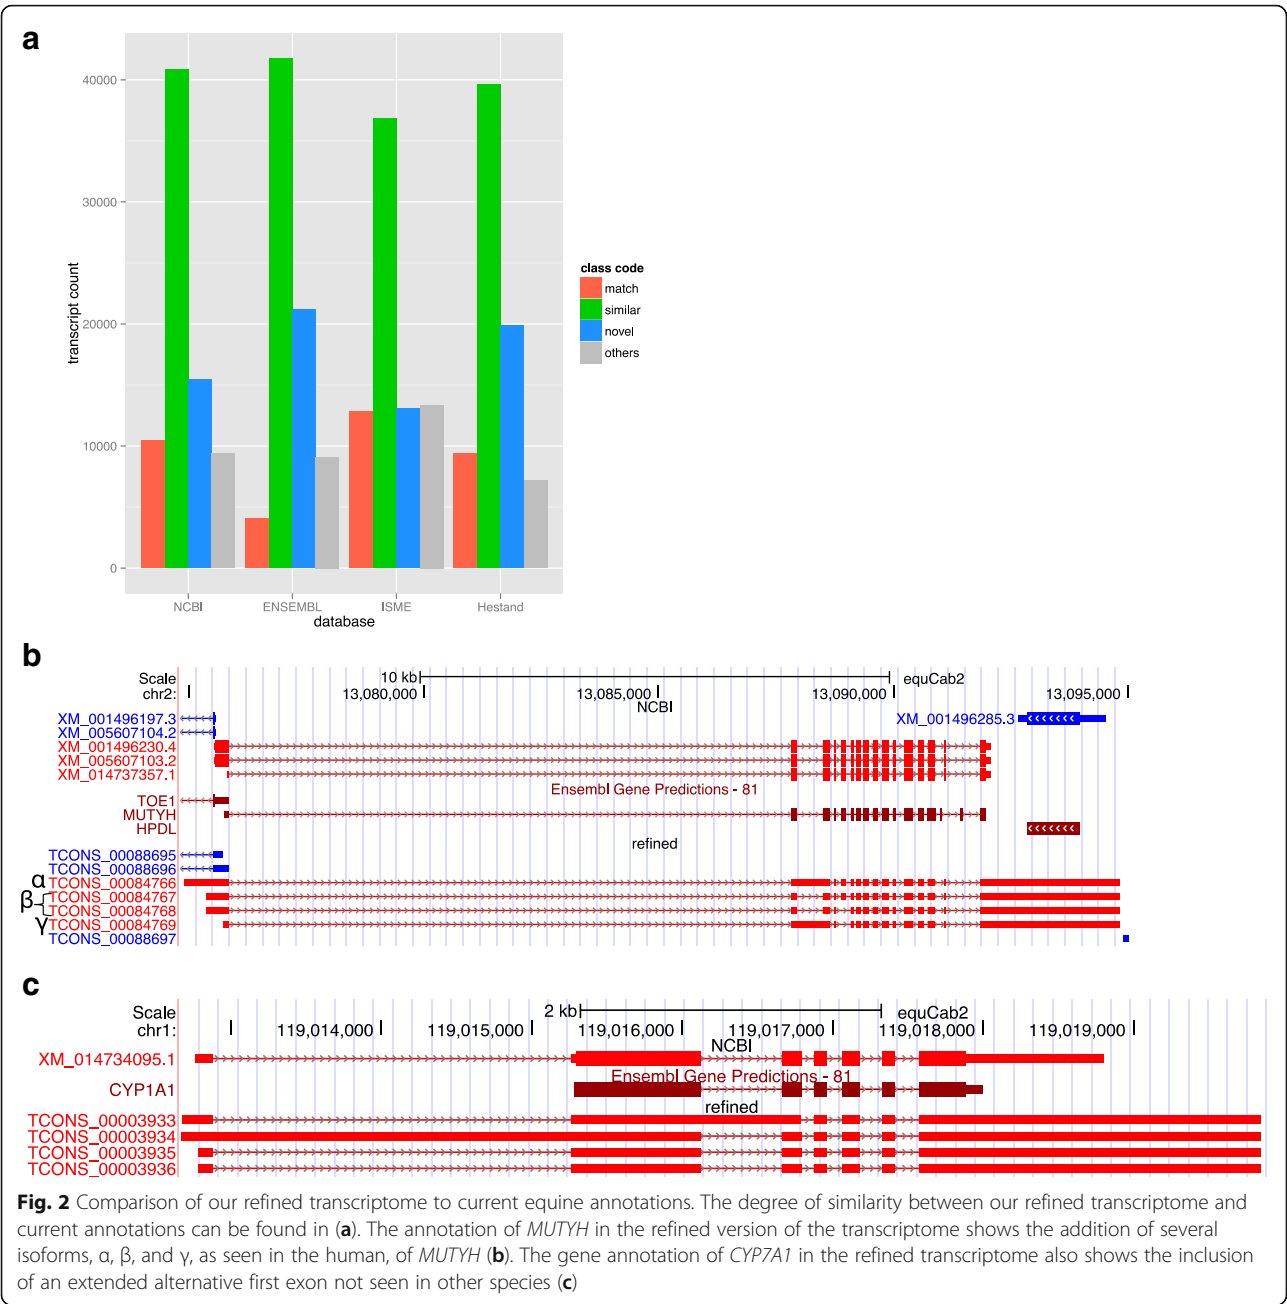 a
40000
30000
20000
10000
0
transcript count
NCBI
ENSEMBL
ISME
Hestand
database
class code
match
similar
novel
others
b
Scale
10 kb
equCab2
chr2:
13,080,000
13,085,000
13,090,000
13,095,000
NCBI
XM_001496197.3
XM_001496285.3
XM_005607104.2
XM_001496230.4
XM_005607103.2
XM_014737357.1
Ensembl Gene Predictions - 81
TOE1
MUTYH
HPDL
refined
TCONS_00088695
TCONS_00088696
α TCONS_00084766
β TCONS_00084767
TCONS_00084768
γ TCONS_00084769
TCONS_00088697
c
Scale
2 kb
equCab2
chr1:
119,014,000
119,015,000
119,016,000
119,017,000
119,018,000
119,019,000
NCBI
XM_014734095.1
Ensembl Gene Predictions - 81
CYP1A1
refined
TCONS_00003933
TCONS_00003934
TCONS_00003935
TCONS_00003936
Fig. 2 Comparison of our refined transcriptome to current equine annotations. The degree of similarity between our refined transcriptome and
current annotations can be found in (a). The annotation of MUTYH in the refined version of the transcriptome shows the addition of several
isoforms, α, β, and γ, as seen in the human, of MUTYH (b). The gene annotation of CYP7A1 in the refined transcriptome also shows the inclusion
of an extended alternative first exon not seen in other species (c)